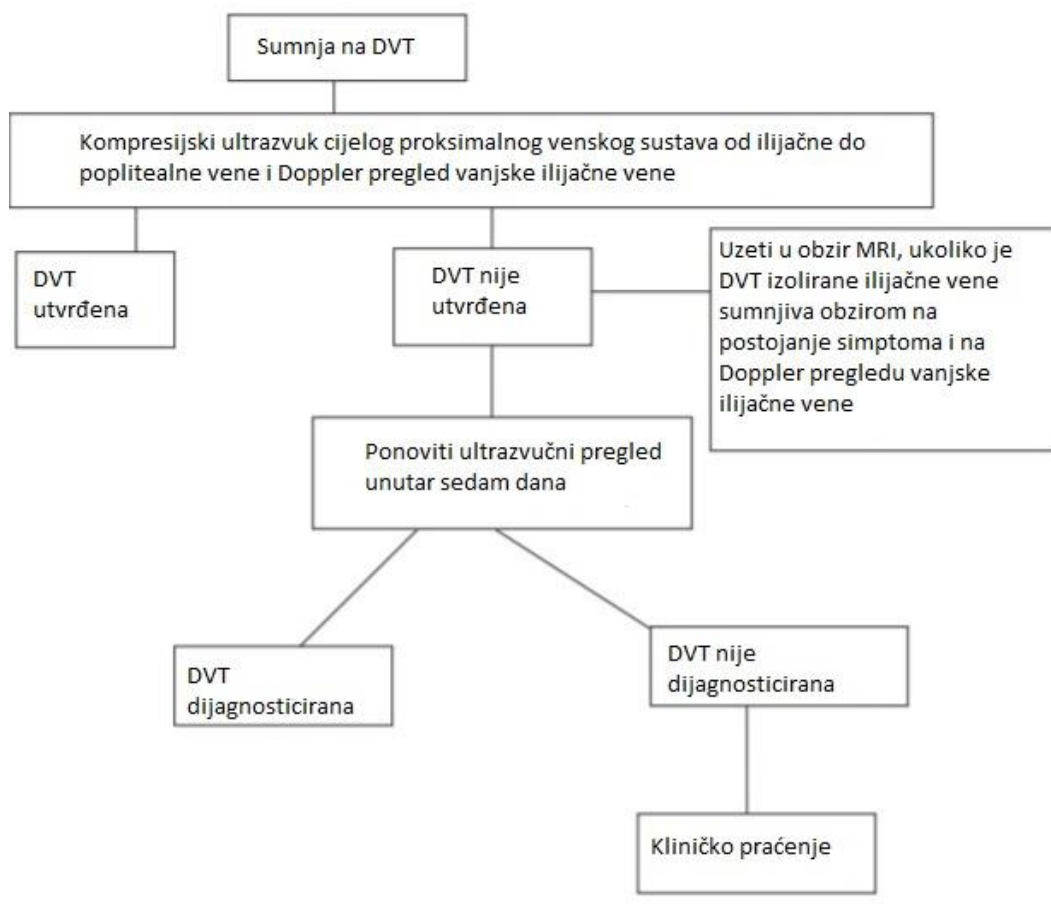 Sumnja na DVT
Kompresijski ultrazvuk cijelog proksimalnog venskog sustava od ilijačne do
poplitealne vene i Doppler pregled vanjske ilijačne vene
DVT
utvrđena
DVT nije
utvrđena
Uzeti u obzir MRI, ukoliko je
DVT izolirane ilijačne vene
sumnjiva obzirom na
postojanje simptoma i na
Doppler pregledu vanjske
ilijačne vene
Ponoviti ultrazvučni pregled
unutar sedam dana
DVT
dijagnosticirana
DVT nije
dijagnosticirana
Kliničko praćenje